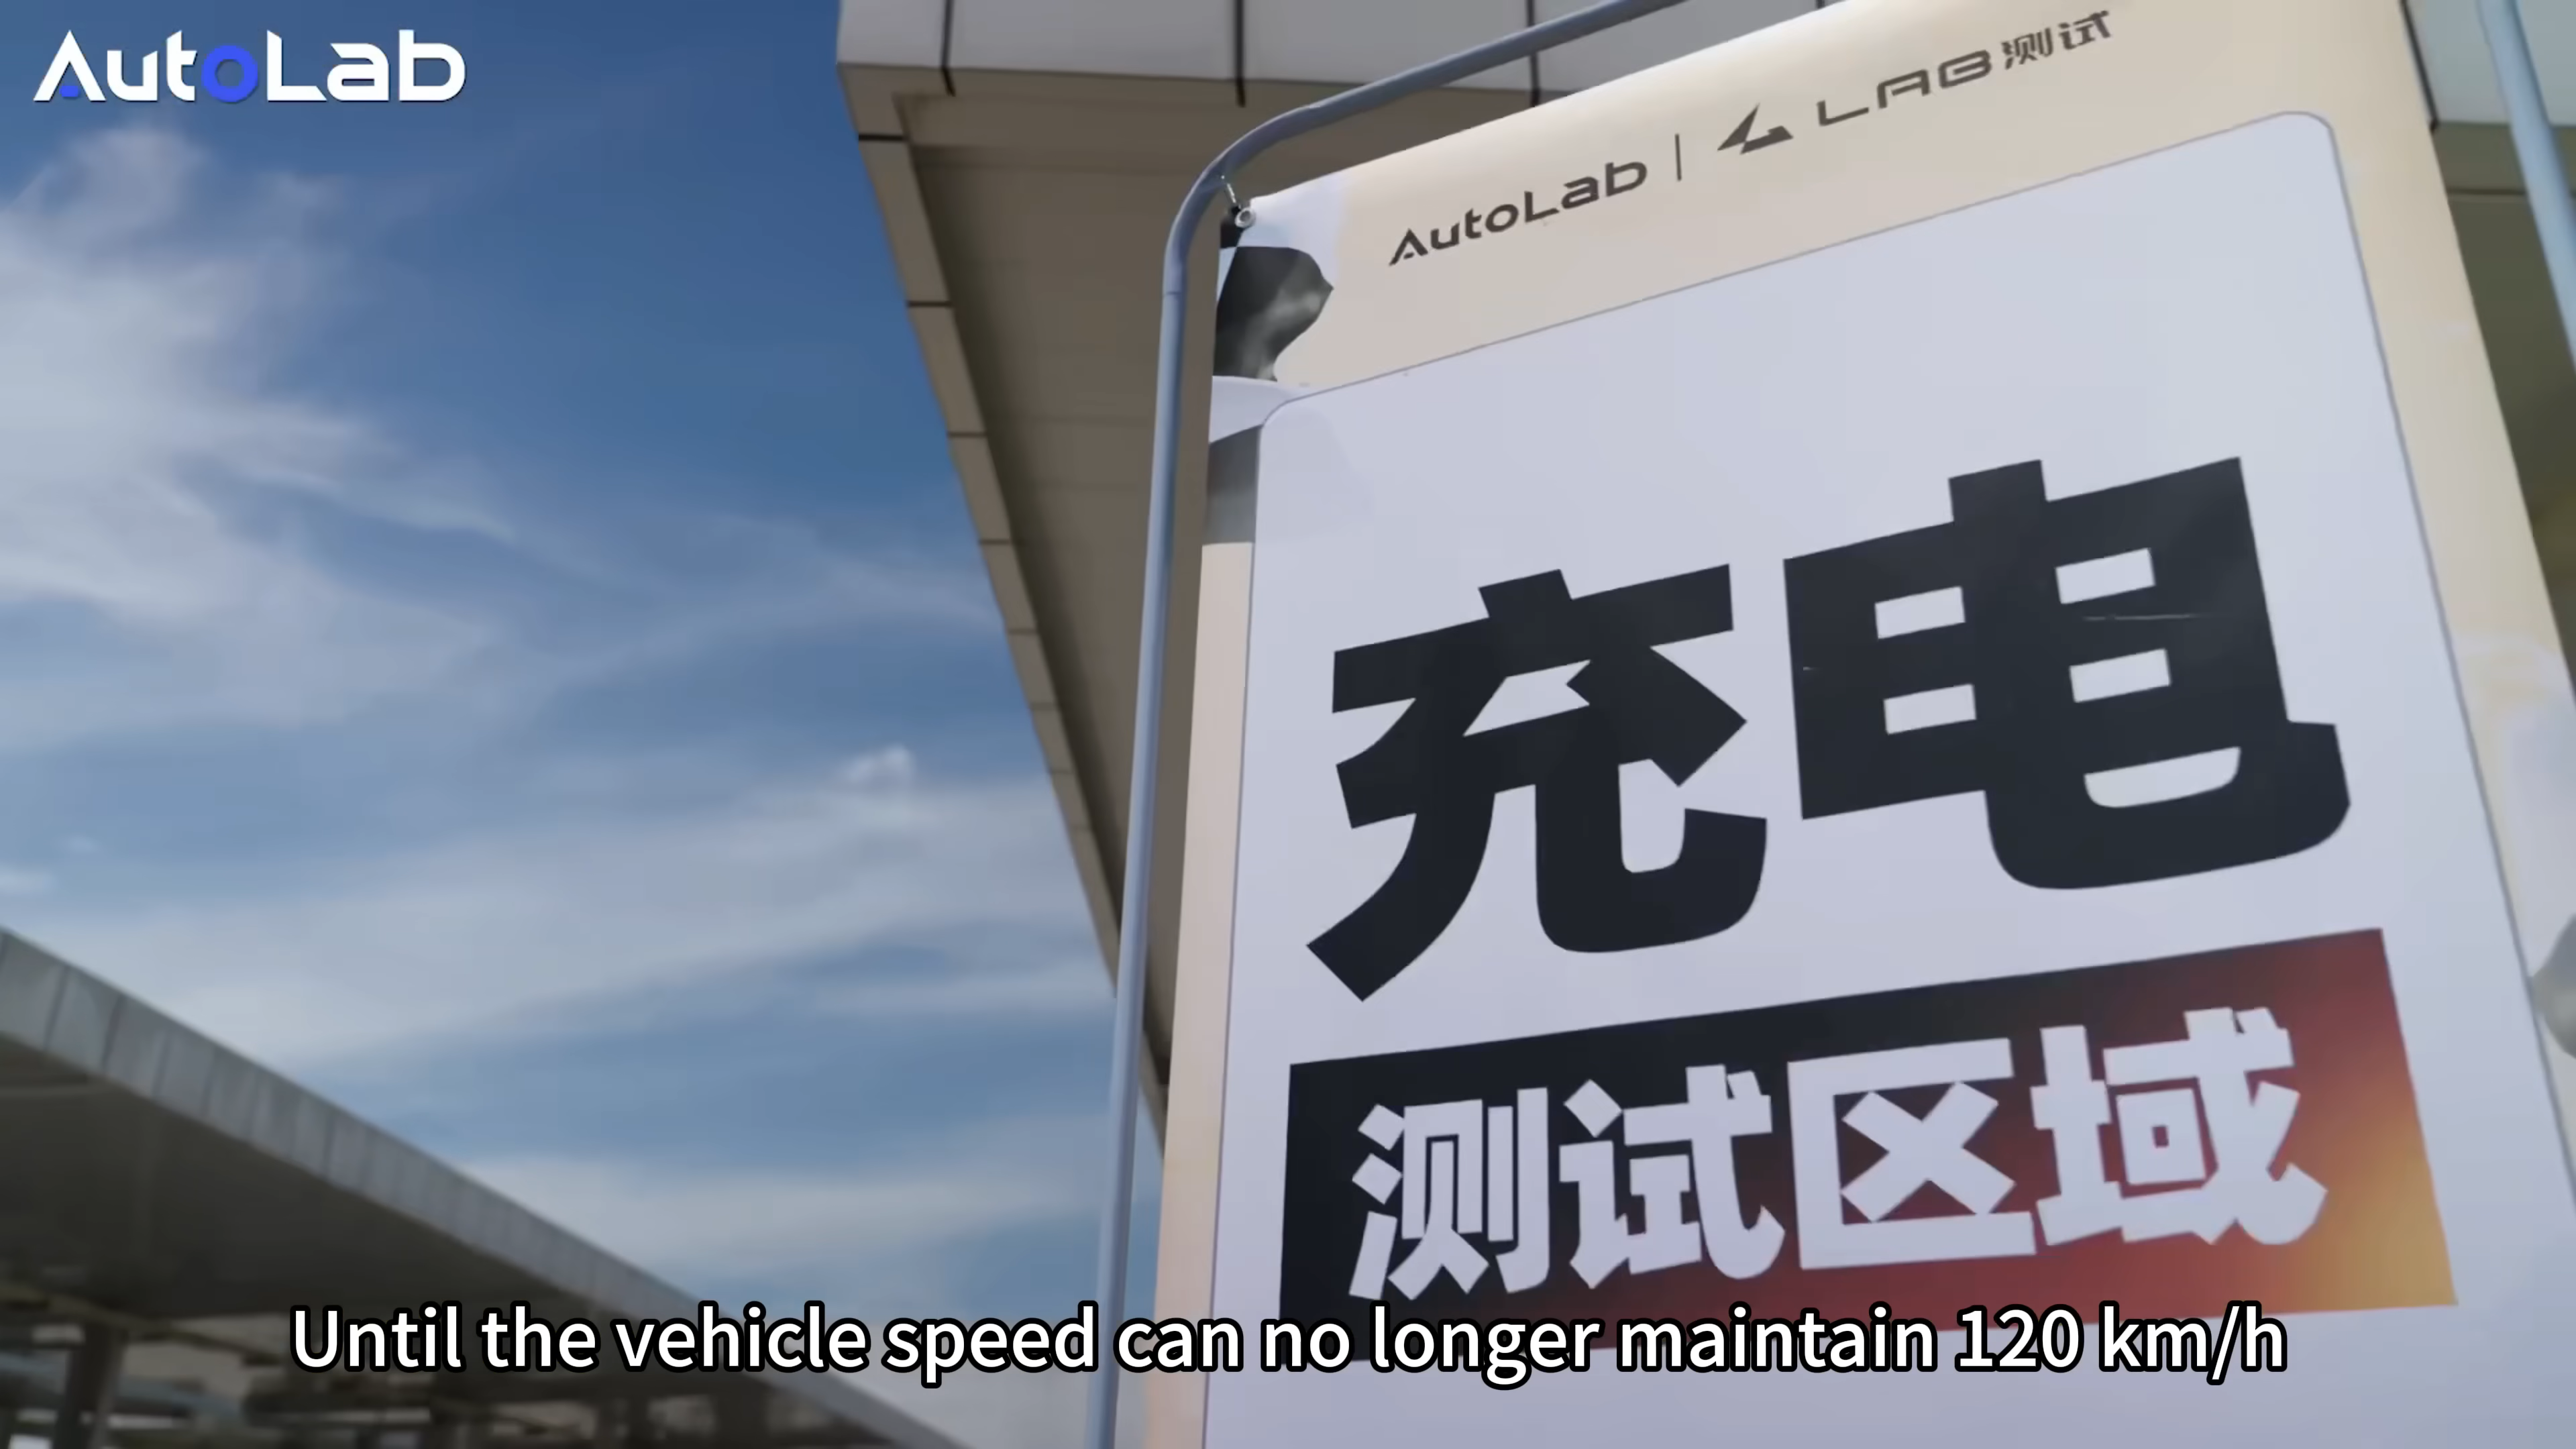 AutoLab
AutoLab | LAB测试
充电
测试区域
Until the vehicle speed can no longer maintain 120 km/h